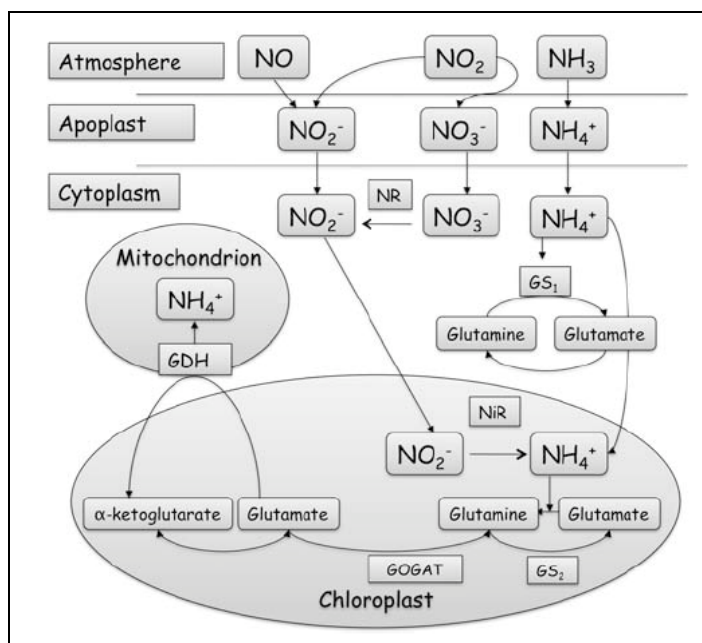 Atmosphere
NO
NO₂
NH₃
Apoplast
NO₂⁻
NO₃⁻
NH₄⁺
Cytoplasm
NO₂⁻
NR
NO₃⁻
NH₄⁺
Mitochondrion
NH₄⁺
GDH
GS₁
Glutamine
Glutamate
NiR
NO₂⁻
NH₄⁺
α-ketoglutarate
Glutamate
Glutamine
Glutamate
GOGAT
GS₂
Chloroplast